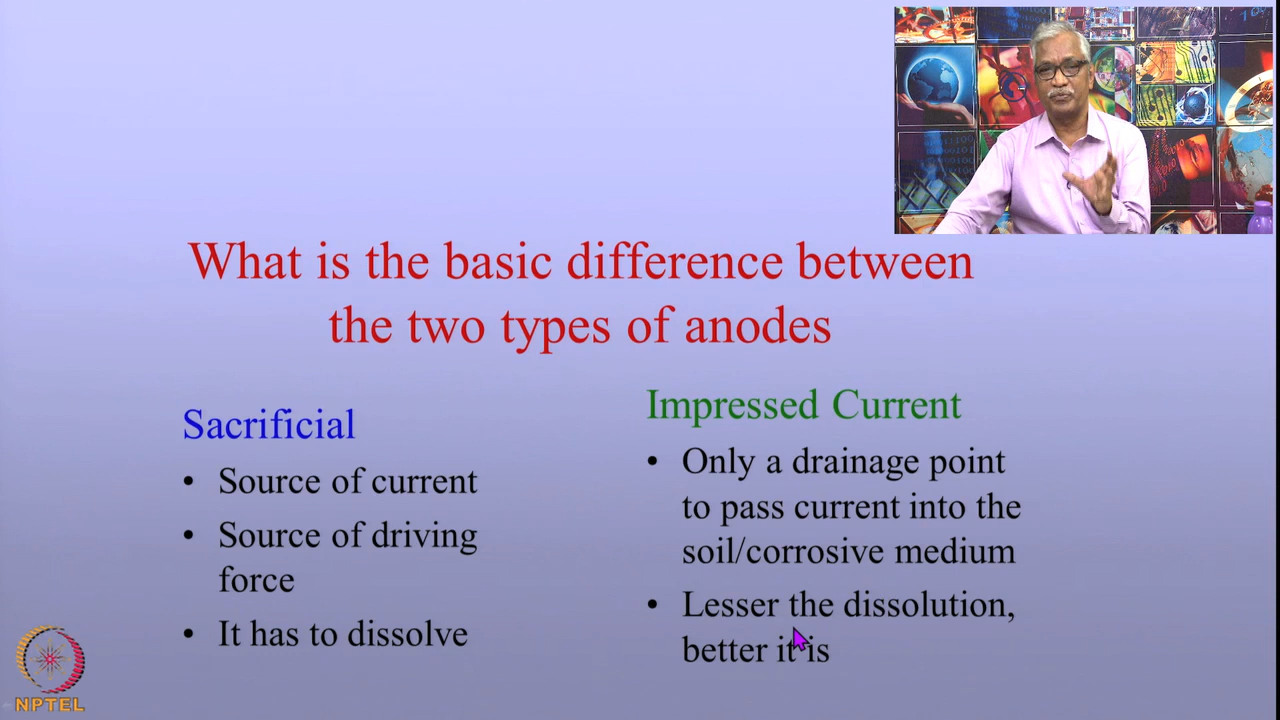 What is the basic difference between
the two types of anodes
Sacrificial
• Source of current
• Source of driving
force
• It has to dissolve
Impressed Current
• Only a drainage point
to pass current into the
soil/corrosive medium
• Lesser the dissolution,
better it is
NPTEL